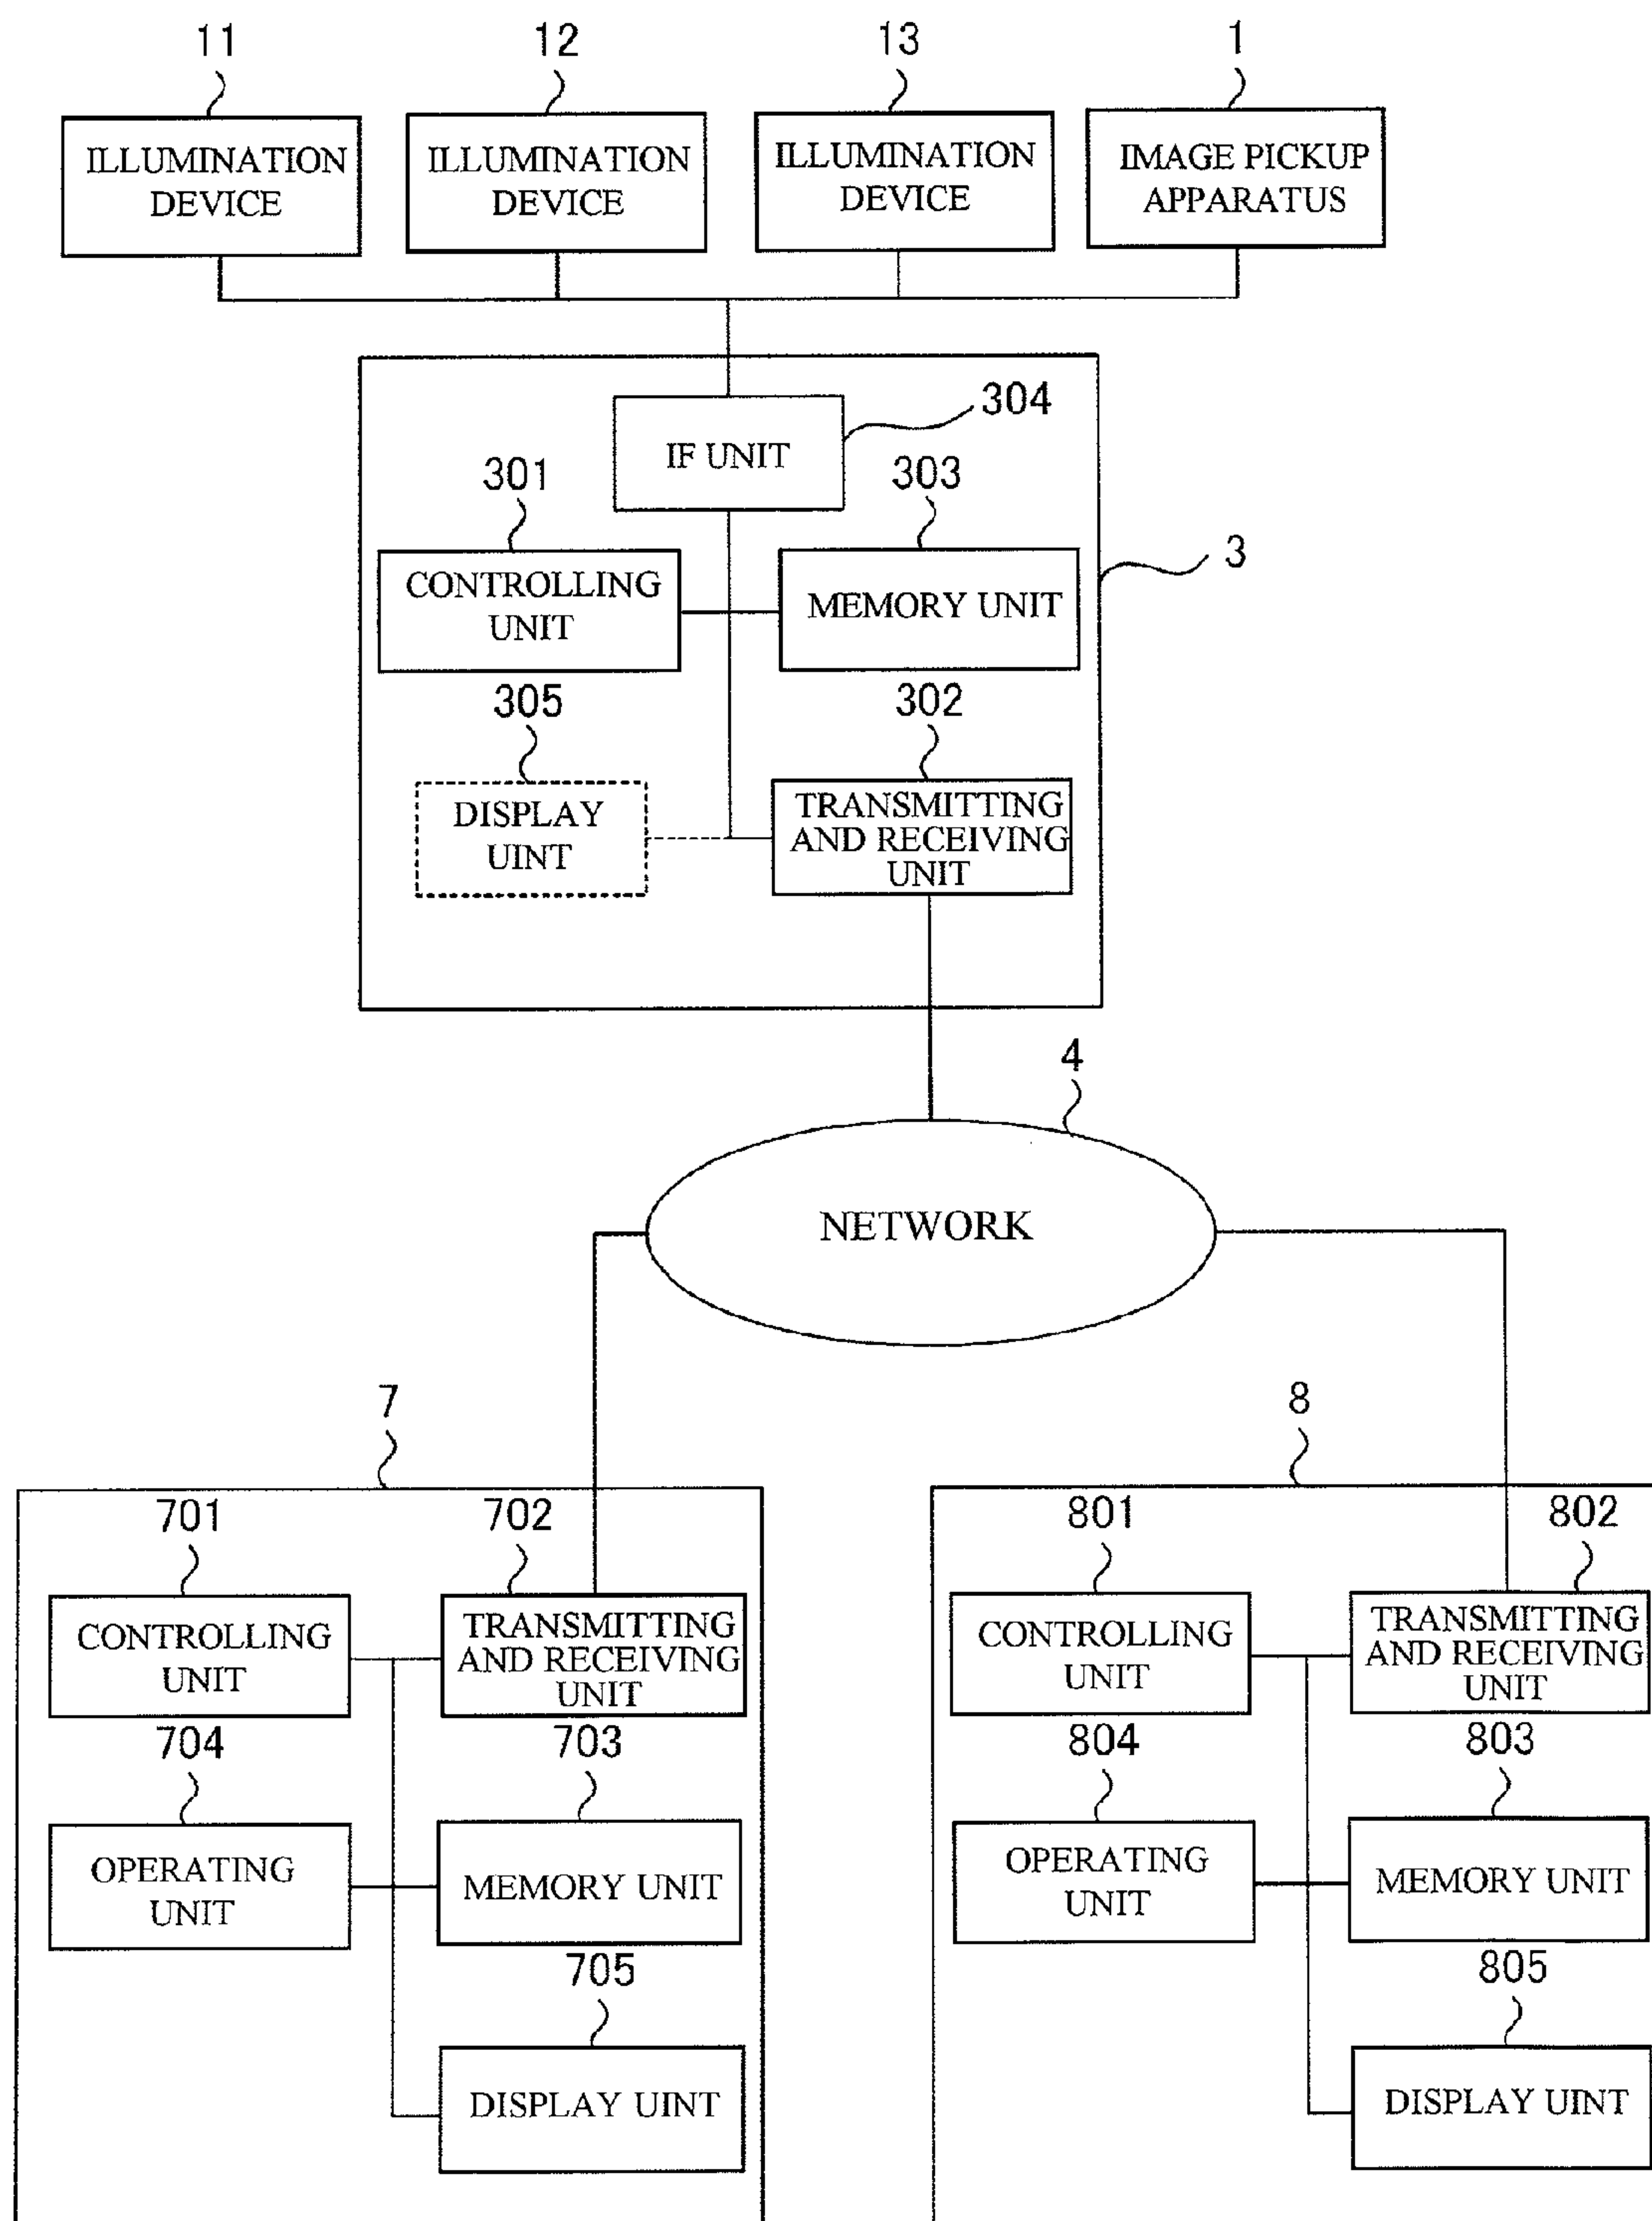 11
12
13
1
ILLUMINATION
DEVICE
ILLUMINATION
DEVICE
ILLUMINATION
DEVICE
IMAGE PICKUP
APPARATUS
304
IF UNIT
301
303
3
CONTROLLING
UNIT
MEMORY UNIT
305
302
DISPLAY
UINT
TRANSMITTING
AND RECEIVING
UNIT
4
NETWORK
7
8
701
702
CONTROLLING
UNIT
TRANSMITTING
AND RECEIVING
UNIT
704
703
OPERATING
UNIT
MEMORY UNIT
705
DISPLAY UINT
801
802
CONTROLLING
UNIT
TRANSMITTING
AND RECEIVING
UNIT
804
803
OPERATING
UNIT
MEMORY UNIT
805
DISPLAY UINT